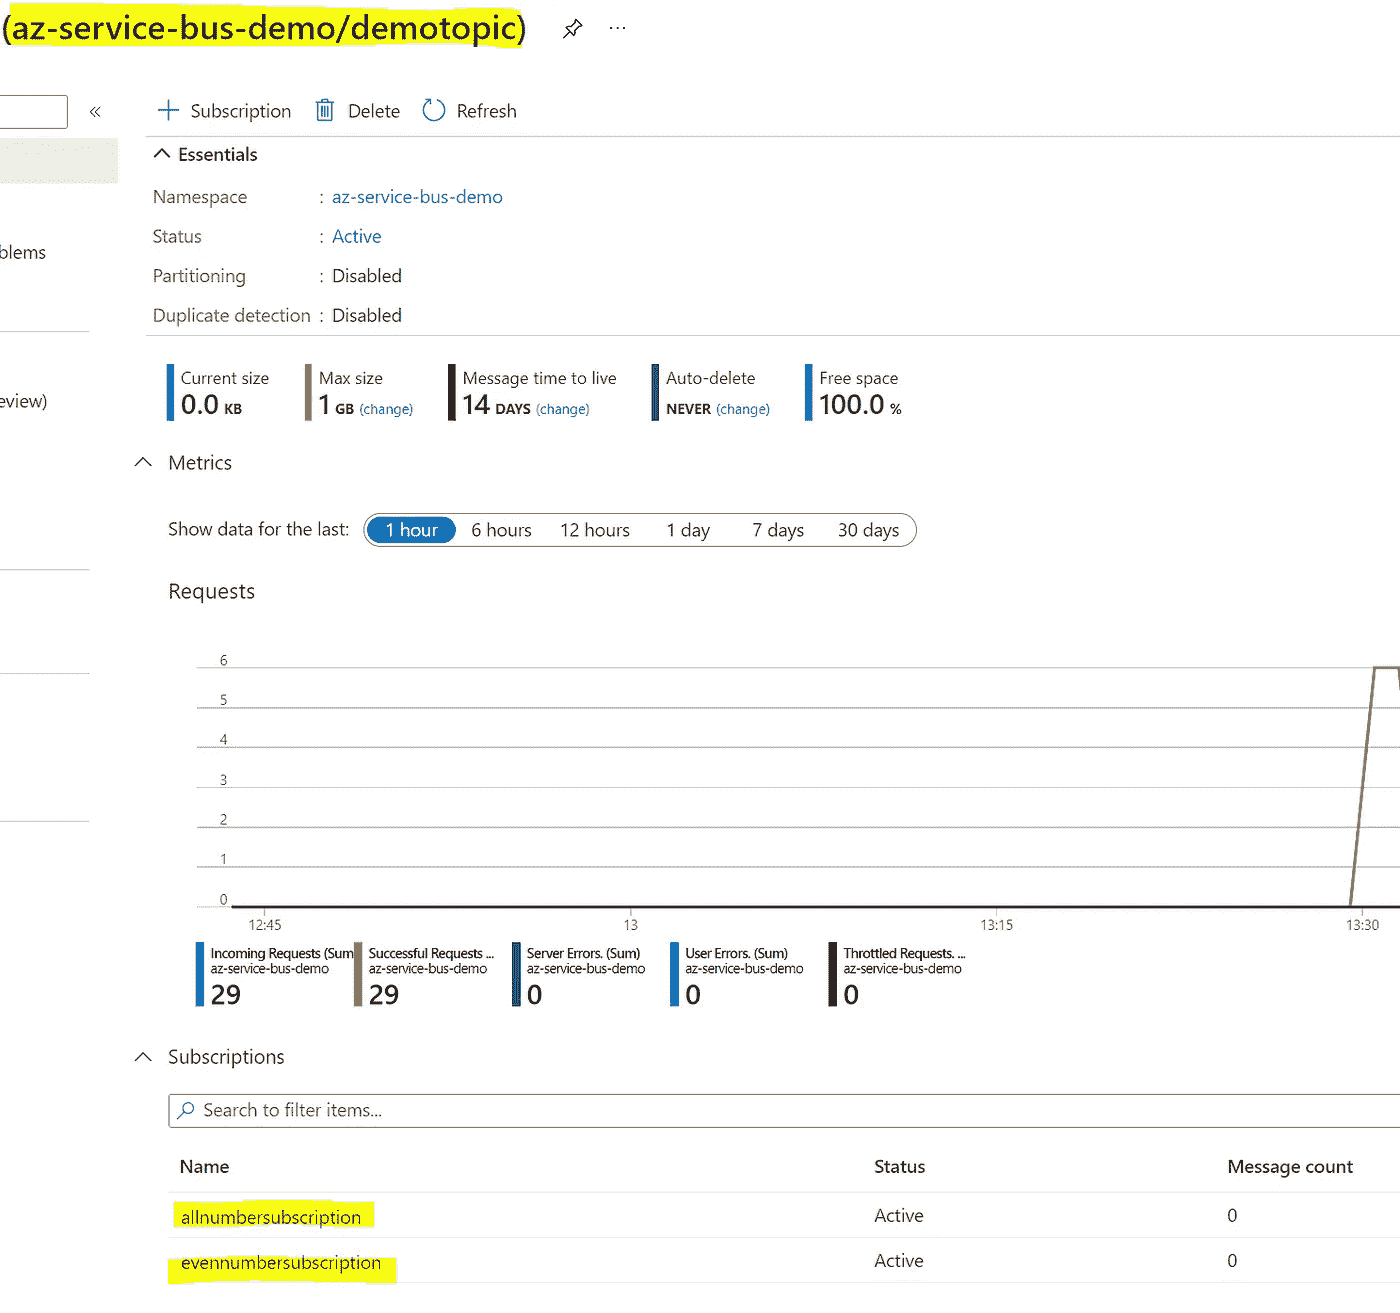 (az-service-bus-demo/demotopic)
Subscription Delete Refresh
Essentials
Namespace : az-service-bus-demo
blems
Status : Active
Partitioning : Disabled
Duplicate detection : Disabled
eview)
Current size Max size Message time to live Auto-delete Free space
0.0 KB 1 GB (change) 14 DAYS (change) NEVER (change) 100.0 %
Metrics
Show data for the last: 1 hour 6 hours 12 hours 1 day 7 days 30 days
Requests
6
5
4
3
2
1
0
12:45 13 13:15 13:30
Incoming Requests (Sum Successful Requests ... Server Errors. (Sum) User Errors. (Sum) Throttled Requests. ...
az-service-bus-demo az-service-bus-demo az-service-bus-demo az-service-bus-demo az-service-bus-demo
29 29 0 0 0
Subscriptions
Search to filter items...
Name Status Message count
allnumbersubscription Active 0
evennumbersubscription Active 0